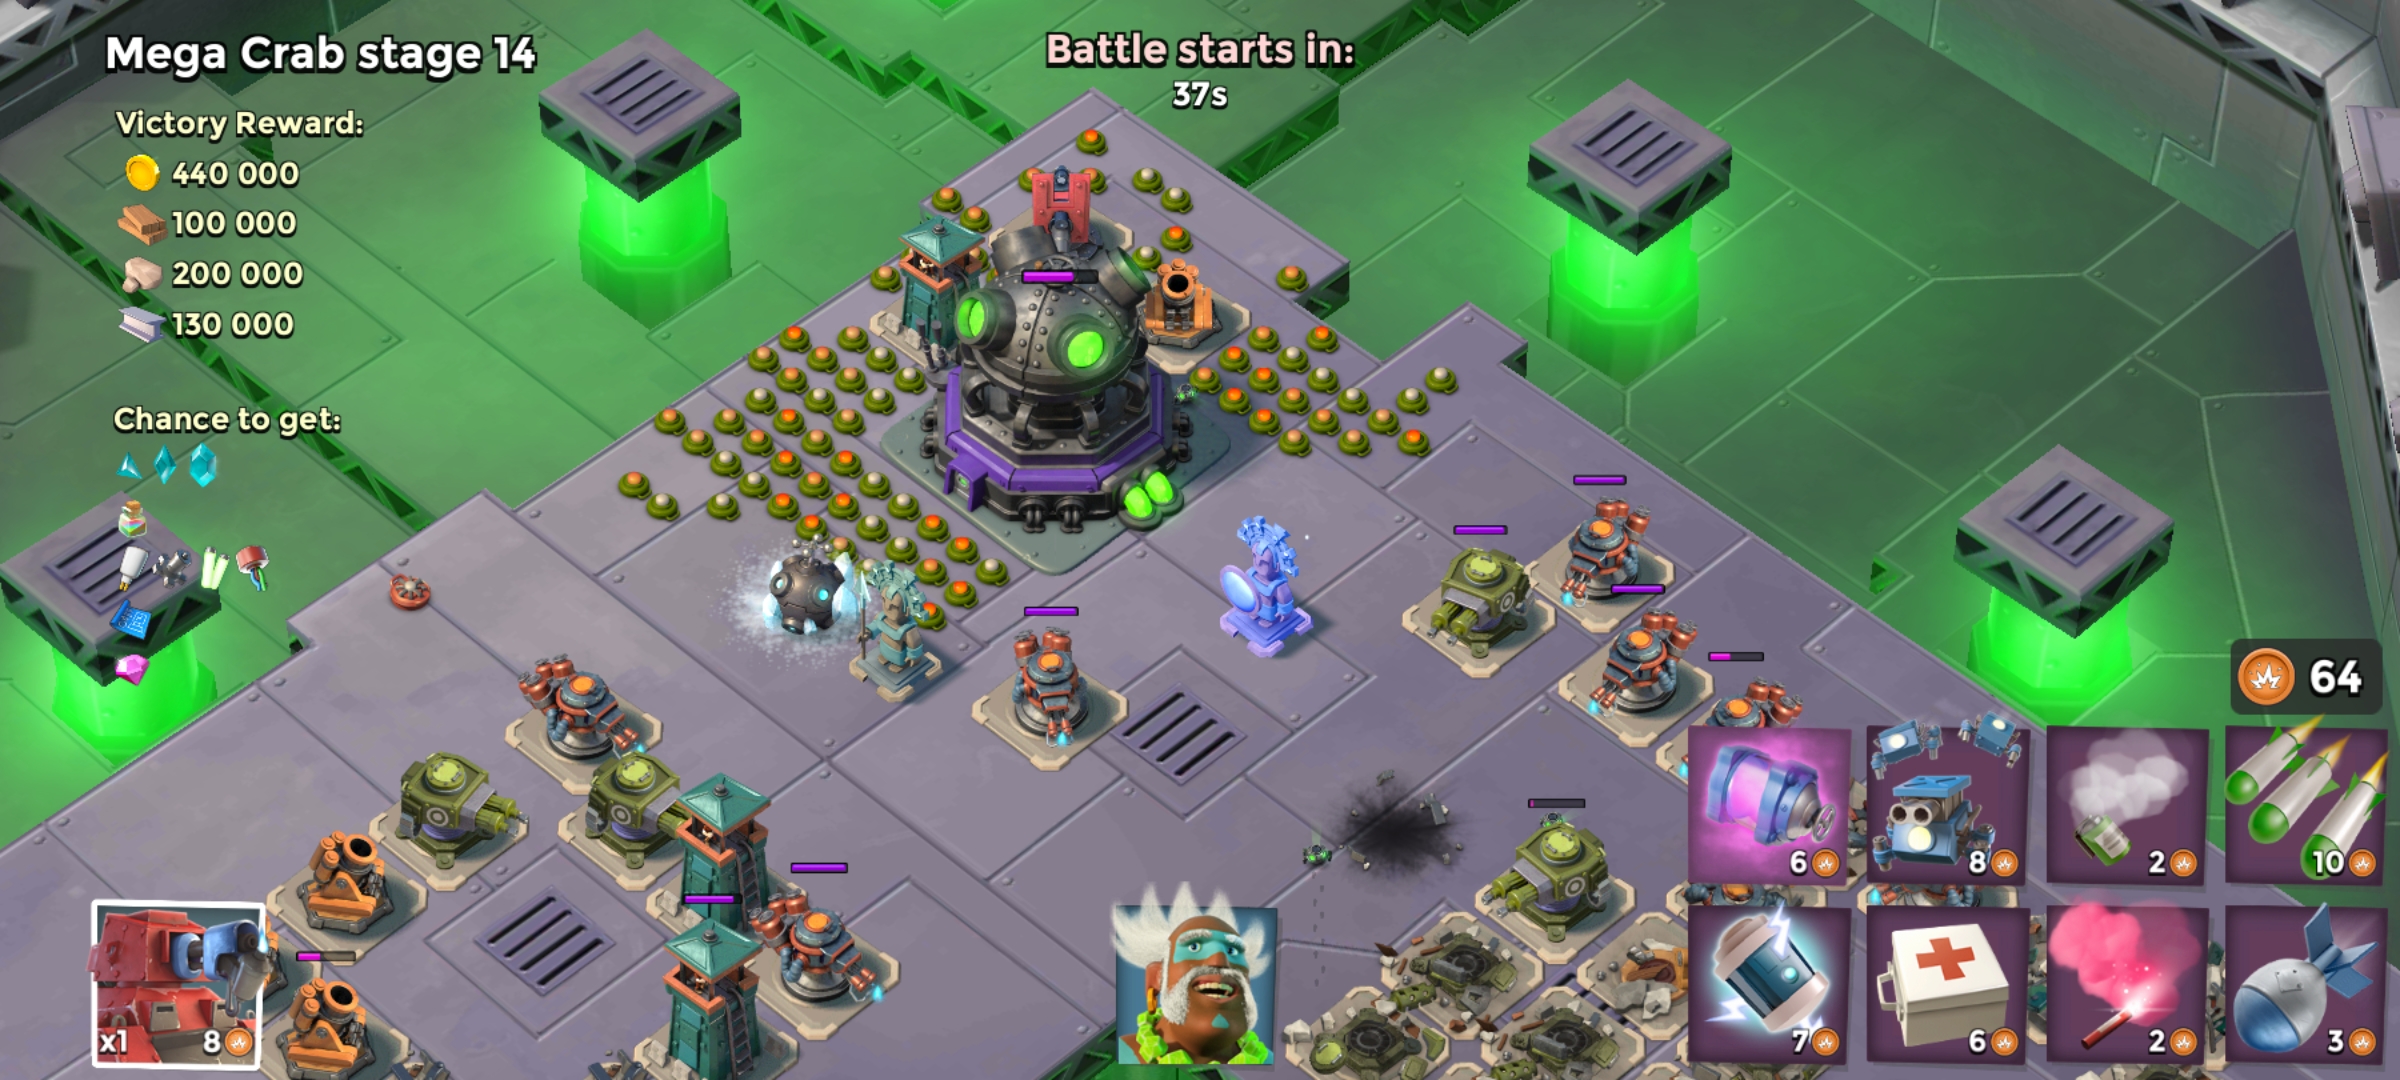 Mega Crab stage 14
Battle starts in:
37s
Victory Reward:
440 000
100 000
200 000
130 000
Chance to get:
64
6
8
2
10
7
6
2
3
x1
8